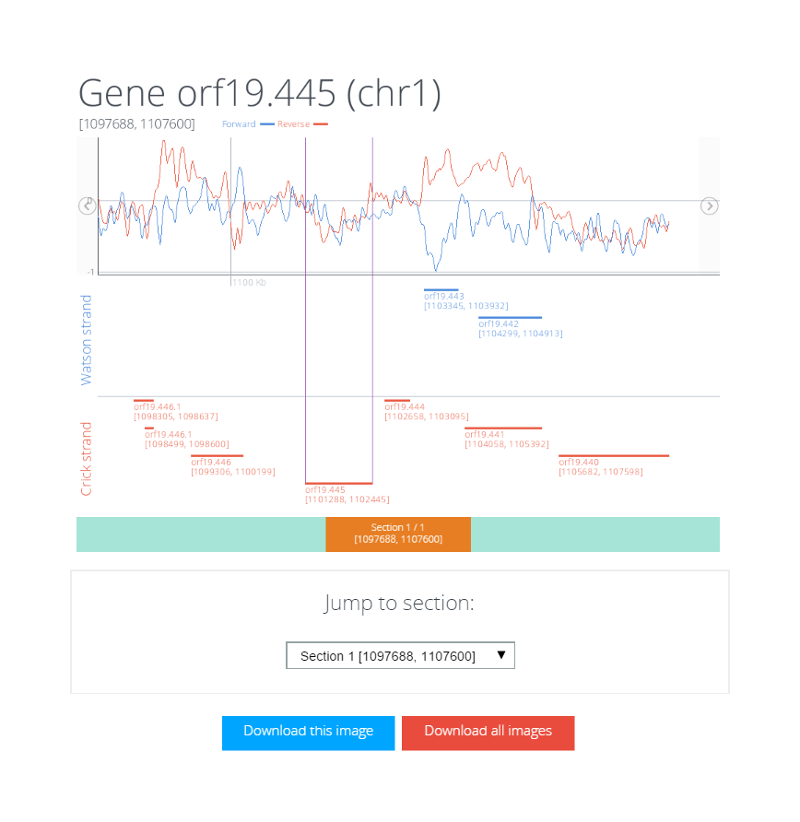 Gene orf19.445 (chr1)
[1097688, 1107600]
Forward
Reverse
-1
1100 Kb
Watson strand
orf19.443
[1103345, 1103932]
orf19.442
[1104299, 1104913]
Crick strand
orf19.446.1
[1098305, 1098637]
orf19.444
[1102658, 1103095]
orf19.446.1
[1098499, 1098600]
orf19.441
[1104058, 1105392]
orf19.446
[1099306, 1100199]
orf19.440
[1105682, 1107598]
orf19.445
[1101288, 1102445]
Section 1 / 1
[1097688, 1107600]
Jump to section:
Section 1 [1097688, 1107600]
Download this image
Download all images